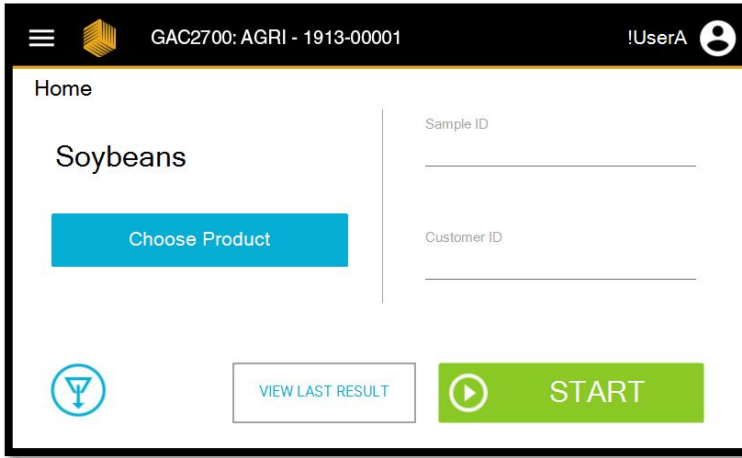 GAC2700: AGRI - 1913-00001
!UserA
Home
Soybeans
Choose Product
Sample ID
Customer ID
VIEW LAST RESULT
START